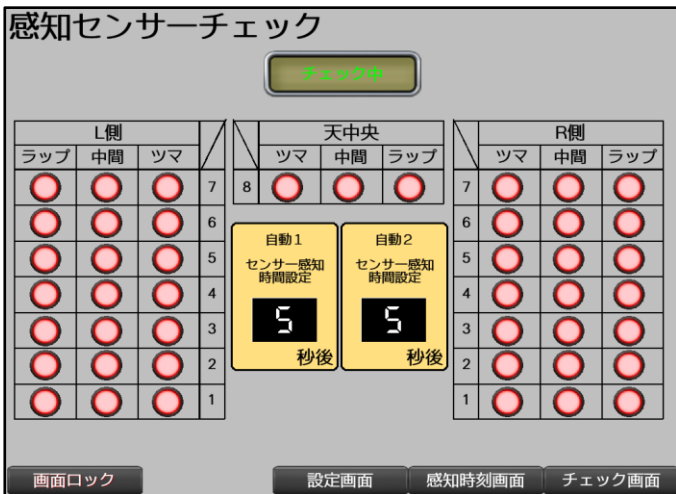 感知センサーチェック
チェック中
L側 天中央 R側
ラップ 中間 ツマ ツマ 中間 ラップ ツマ 中間 ラップ
7 8 7
6 6
自動1 自動2
5 センサー感知 センサー感知 5
時間設定 時間設定
4 4
5 5
3 3
秒後 秒後
2 2
1 1
画面ロック 設定画面 感知時刻画面 チェック画面